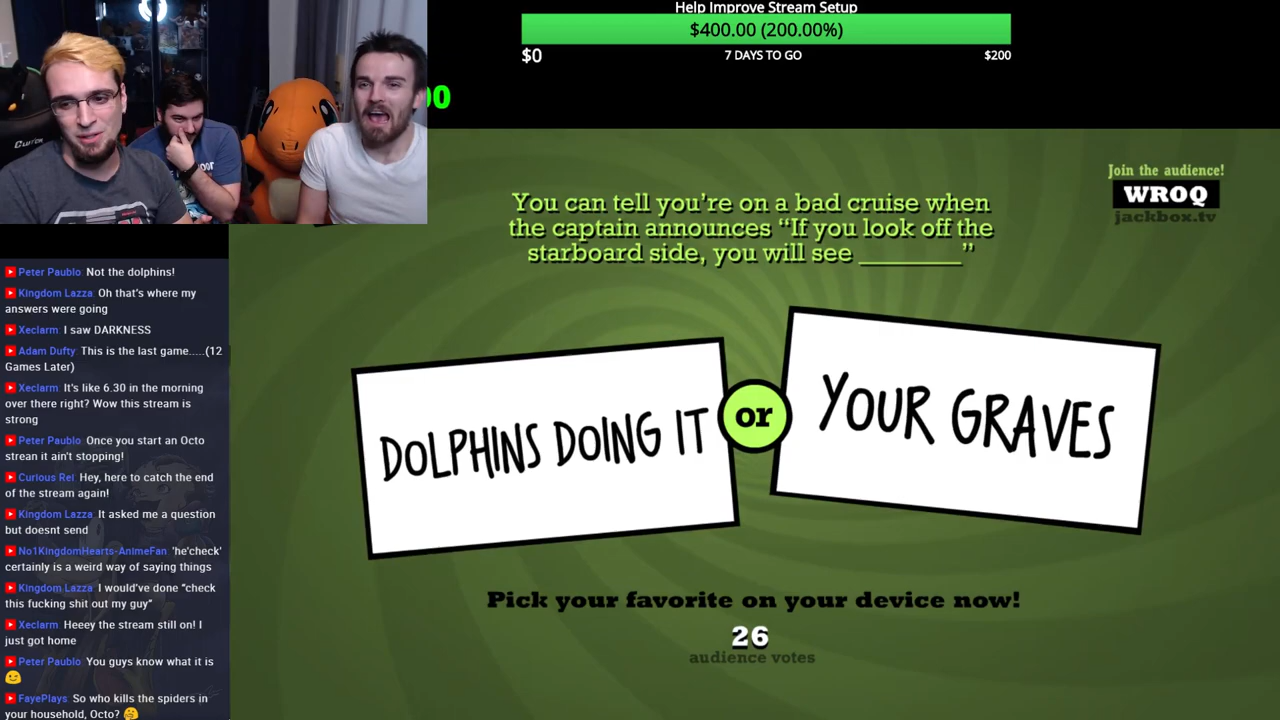 Help Improve Stream Setup
$400.00 (200.00%)
$0
7 DAYS TO GO
$200
00
Join the audience!
WROQ
jackbox.tv
You can tell you're on a bad cruise when
the captain announces “If you look off the
starboard side, you will see ________”
DOLPHINS DOING IT
or
YOUR GRAVES
Pick your favorite on your device now!
26
audience votes
Peter Paublo Not the dolphins!
Kingdom Lazza Oh that's where my
answers were going
Xeclarm I saw DARKNESS
Adam Dufty This is the last game.....(12
Games Later)
Xeclarm It's like 6.30 in the morning
over there right? Wow this stream is
strong
Peter Paublo Once you start an Octo
strean it ain't stopping!
Curious Rei Hey, here to catch the end
of the stream again!
Kingdom Lazza It asked me a question
but doesnt send
No1KingdomHearts-AnimeFan 'he'check'
certainly is a weird way of saying things
Kingdom Lazza I would've done “check
this fucking shit out my guy”
Xeclarm Heeey the stream still on! I
just got home
Peter Paublo You guys know what it is
🙂
FayePlays So who kills the spiders in
your household, Octo? 🤔